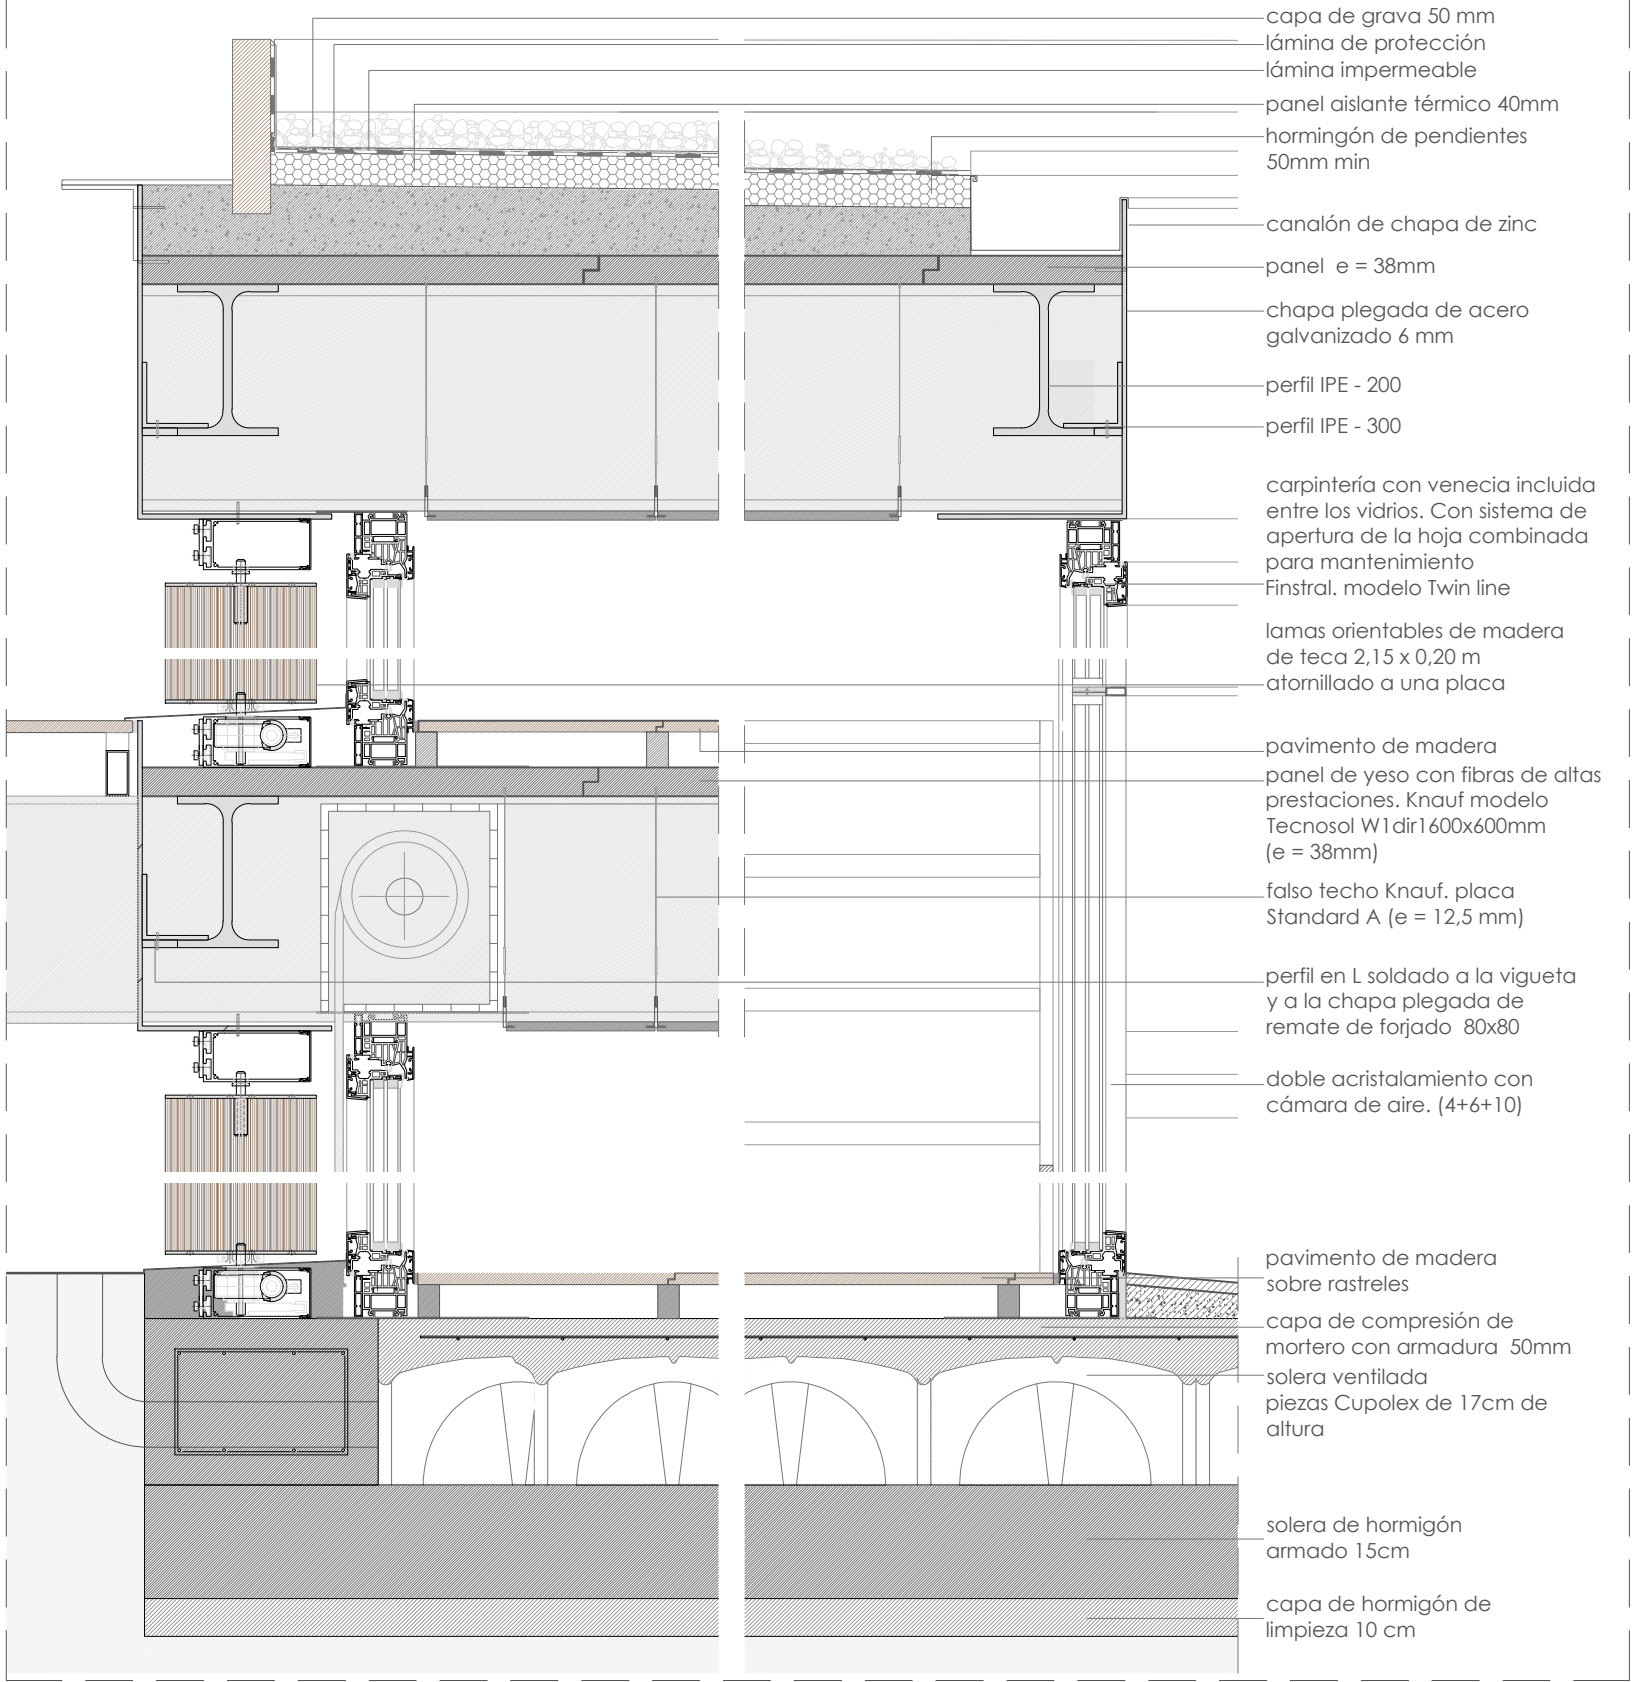 capa de grava 50 mm
lámina de protección
lámina impermeable
panel aislante térmico 40mm
hormingón de pendientes
50mm min
canalón de chapa de zinc
panel e = 38mm
chapa plegada de acero
galvanizado 6 mm
perfil IPE - 200
perfil IPE - 300
carpintería con venecia incluida
entre los vidrios. Con sistema de
apertura de la hoja combinada
para mantenimiento
Finstral. modelo Twin line
lamas orientables de madera
de teca 2,15 x 0,20 m
atornillado a una placa
pavimento de madera
panel de yeso con fibras de altas
prestaciones. Knauf modelo
Tecnosol W1dir1600x600mm
(e = 38mm)
falso techo Knauf. placa
Standard A (e = 12,5 mm)
perfil en L soldado a la vigueta
y a la chapa plegada de
remate de forjado 80x80
doble acristalamiento con
cámara de aire. (4+6+10)
pavimento de madera
sobre rastreles
capa de compresión de
mortero con armadura 50mm
solera ventilada
piezas Cupolex de 17cm de
altura
solera de hormigón
armado 15cm
capa de hormigón de
limpieza 10 cm